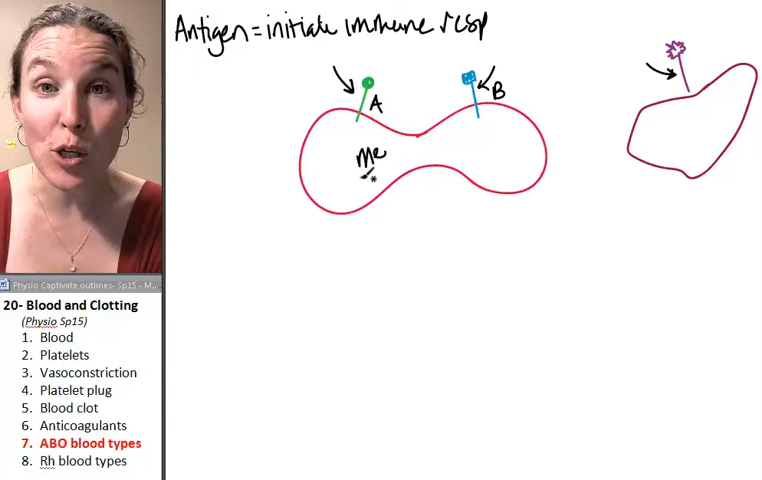 Antigen = initiate immune resp
A
B
Me
Physio Captivate outlines- Sp15 - M...
20- Blood and Clotting
(Physio Sp15)
1. Blood
2. Platelets
3. Vasoconstriction
4. Platelet plug
5. Blood clot
6. Anticoagulants
7. ABO blood types
8. Rh blood types